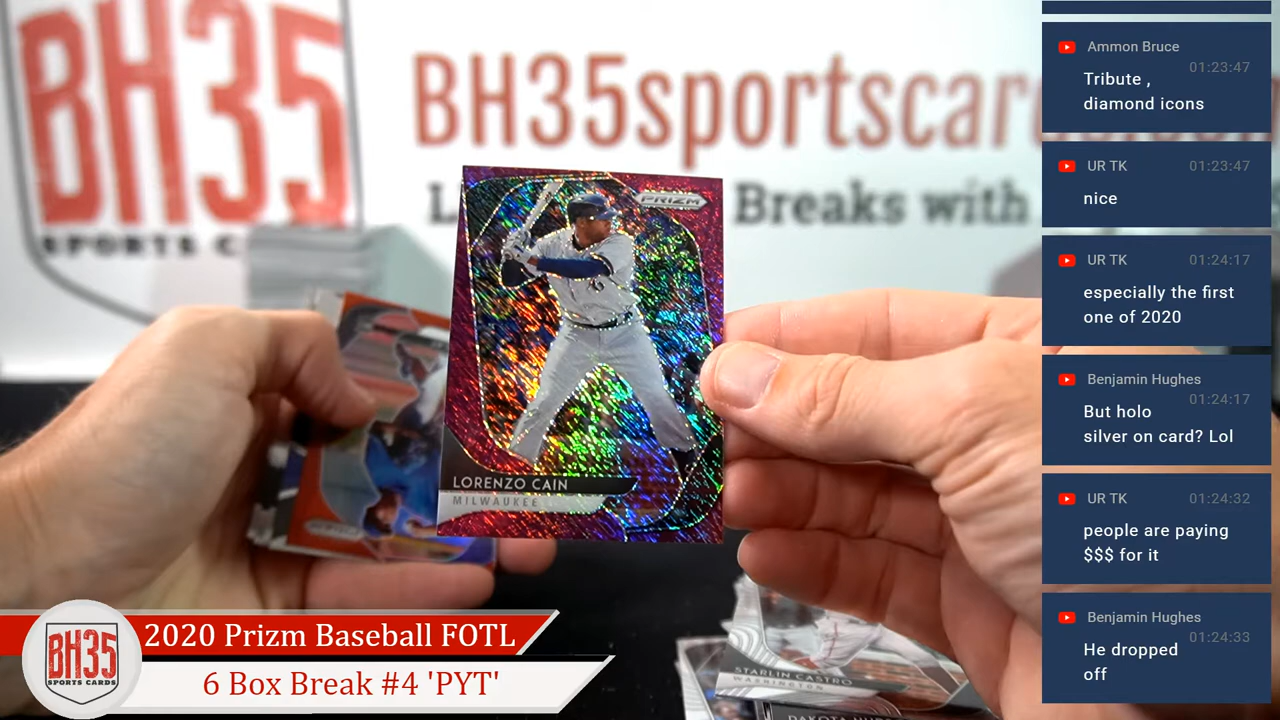 BH35
SPORTS C
BH35sportscar
L
Breaks with
PRIZM
LORENZO CAIN
MILWAUKEE
STARLIN CASTRO
WASHINGTON
DAKOTA
BH35
SPORTS CARDS
2020 Prizm Baseball FOTL
6 Box Break #4 'PYT'
Ammon Bruce
01:23:47
Tribute ,
diamond icons
UR TK
01:23:47
nice
UR TK
01:24:17
especially the first
one of 2020
Benjamin Hughes
01:24:17
But holo
silver on card? Lol
UR TK
01:24:32
people are paying
$$$ for it
Benjamin Hughes
01:24:33
He dropped
off